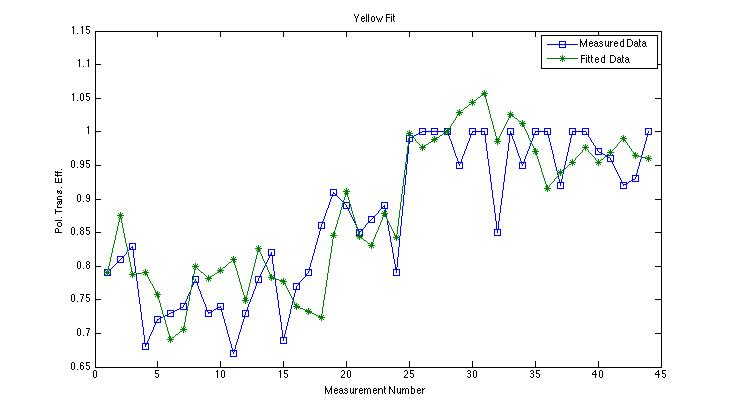 Yellow Fit
1.15
1.1
1.05
1
0.95
0.9
0.85
0.8
0.75
0.7
0.65
Pol. Trans. Eff.
Measured Data
Fitted Data
0 5 10 15 20 25 30 35 40 45
Measurement Number